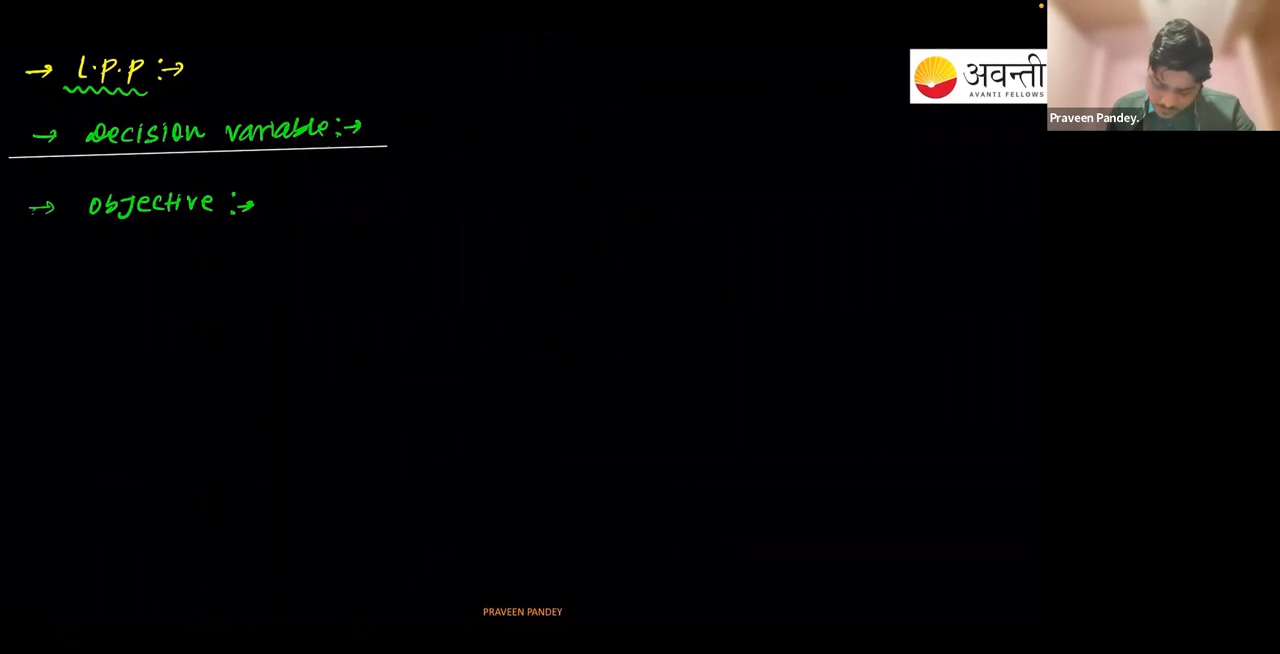 → L.P.P :→
→ Decision variable :→
→ Objective :→
अवन्ती
AVANTI FELLOWS
Praveen Pandey.
PRAVEEN PANDEY